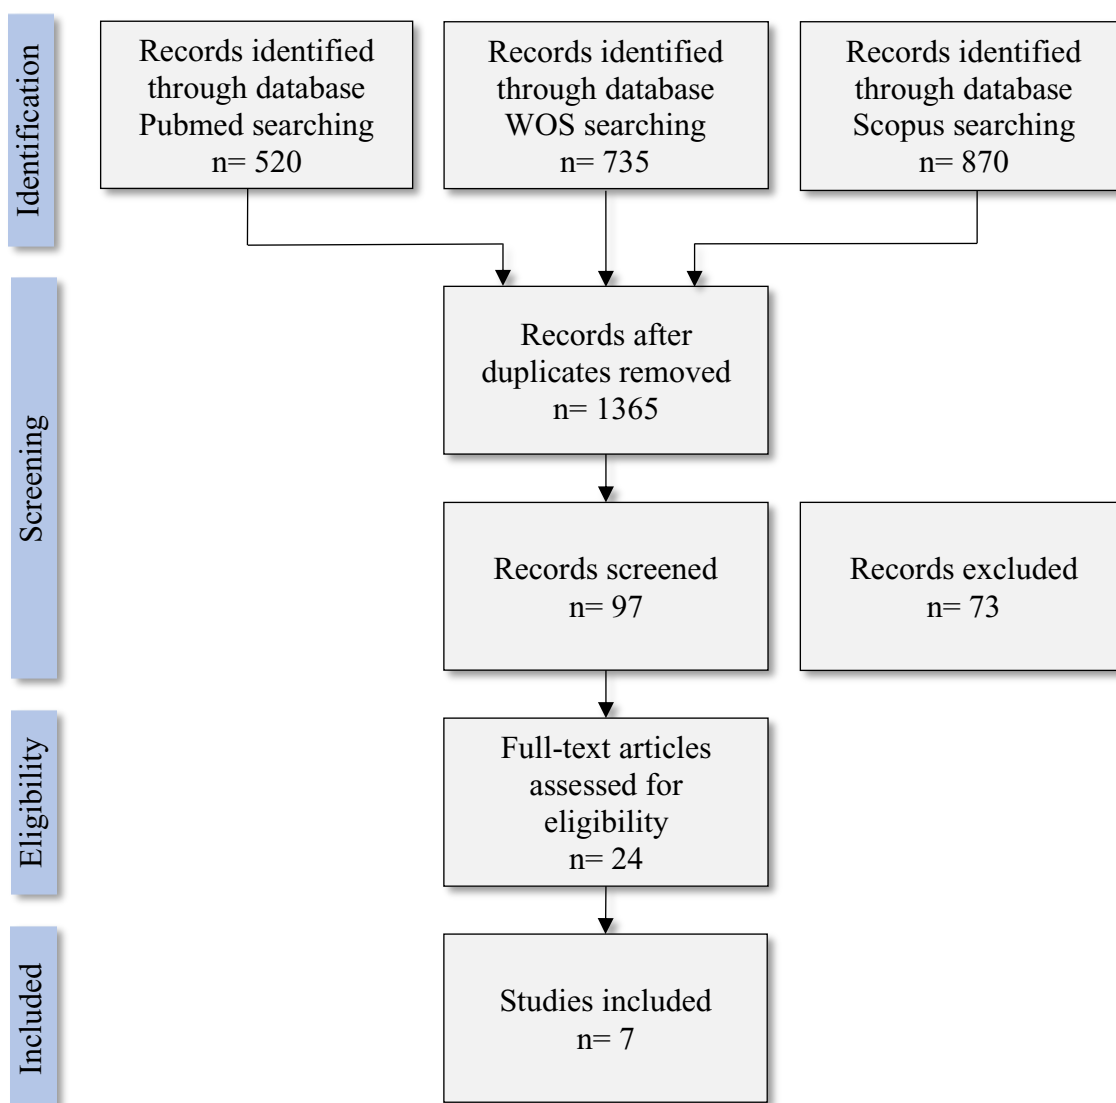 Identification
Records identified
through database
Pubmed searching
n= 520
Records identified
through database
WOS searching
n= 735
Records identified
through database
Scopus searching
n= 870
Screening
Records after
duplicates removed
n= 1365
Records screened
n= 97
Records excluded
n= 73
Eligibility
Full-text articles
assessed for
eligibility
n= 24
Included
Studies included
n= 7